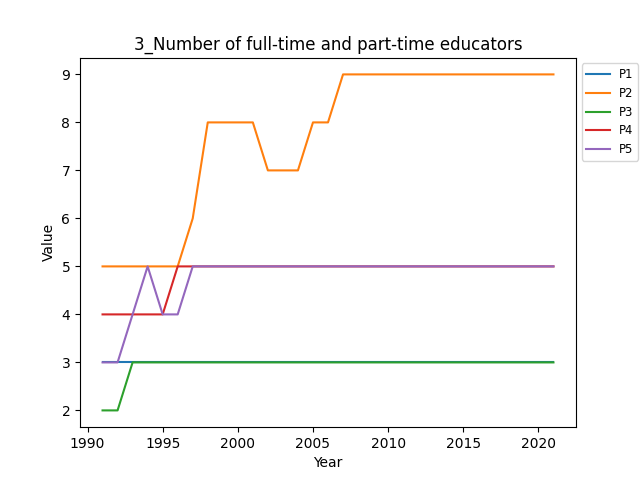 3_Number of full-time and part-time educators
P1
P2
P3
P4
P5
Value
9
8
7
6
5
4
3
2
1990 1995 2000 2005 2010 2015 2020
Year